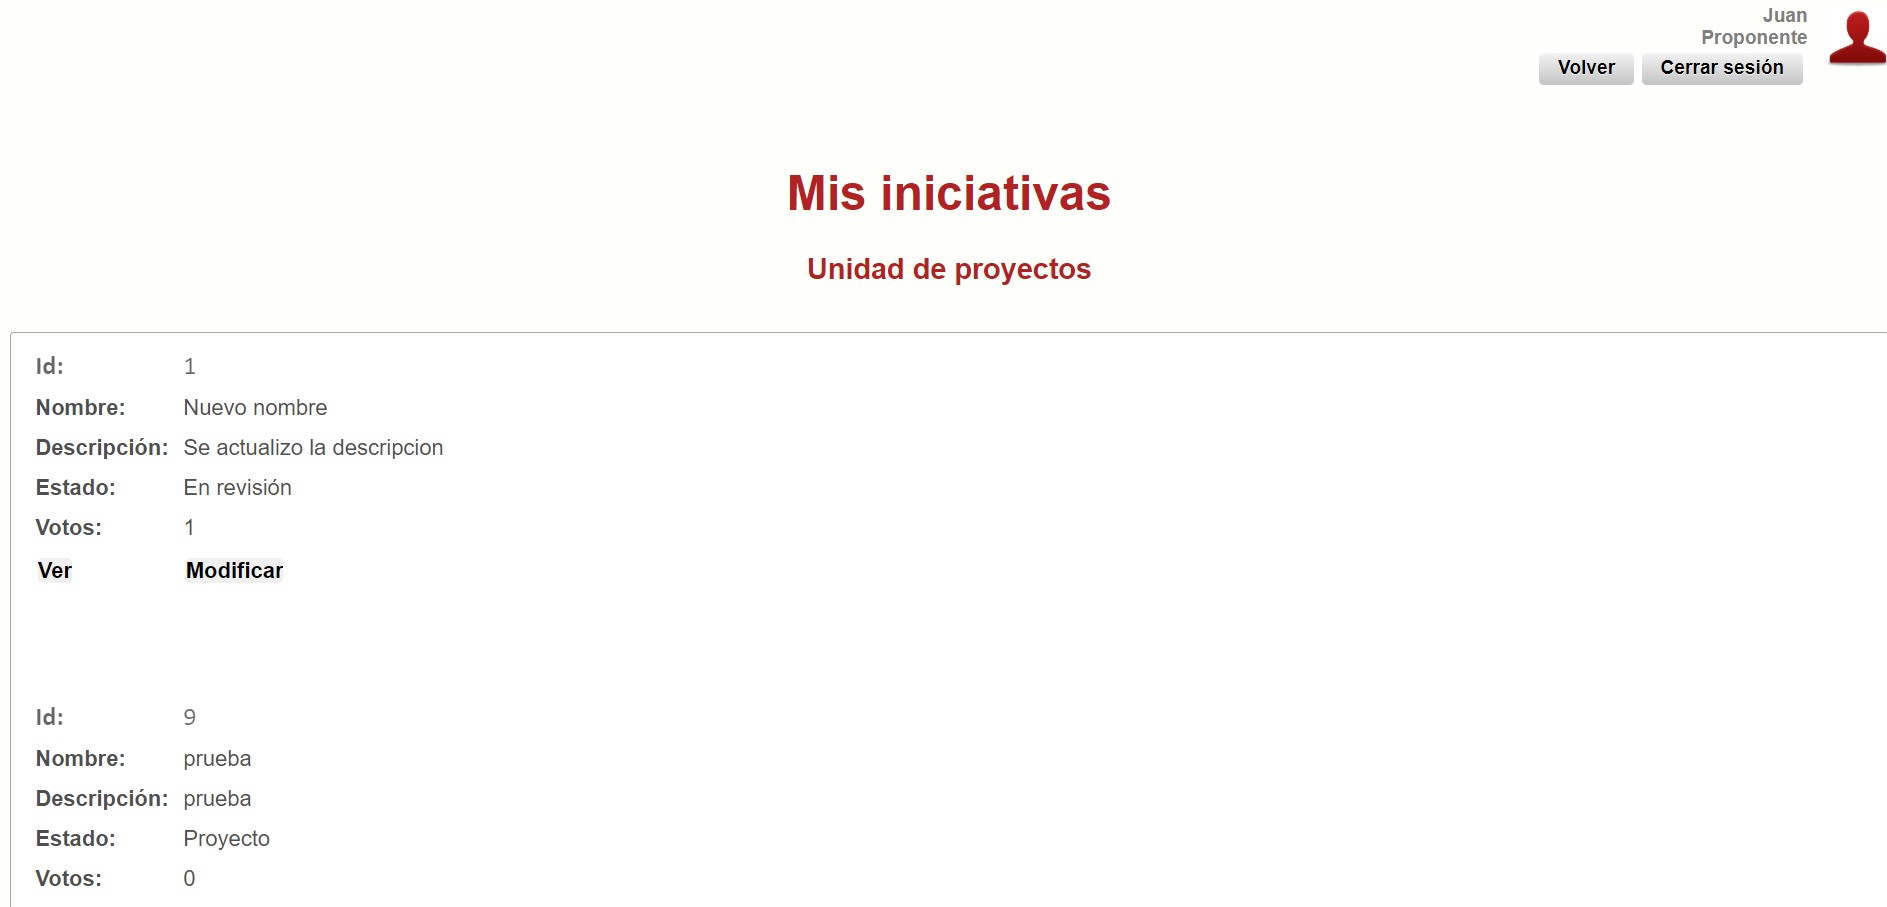 Juan
Proponente
Volver Cerrar sesión
Mis iniciativas
Unidad de proyectos
Id: 1
Nombre: Nuevo nombre
Descripción: Se actualizo la descripcion
Estado: En revisión
Votos: 1
Ver Modificar
Id: 9
Nombre: prueba
Descripción: prueba
Estado: Proyecto
Votos: 0